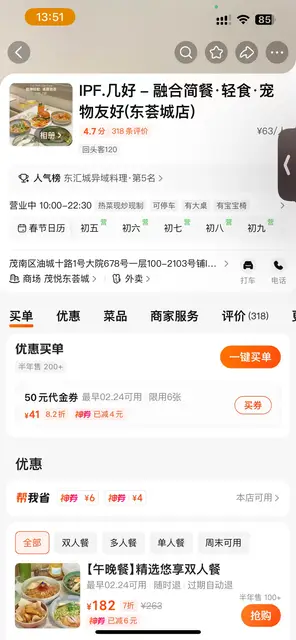 13:51
85
IPF.几好 – 融合简餐·轻食·宠
物友好(东荟城店)
相册
4.7分 318条评价 ¥63/人
回头客120
人气榜 东汇城异域料理·第5名
营业中 10:00-22:30 热菜现炒现制 可停车 有大桌 有宝宝椅
春节日历 初五 营 初六 营 初七 营 初八 营 初九 营
茂南区油城十路1号大院678号一层100-2103号铺I...
商场 茂悦东荟城 外卖
打车 电话
买单 优惠 菜品 商家服务 评价(318)
优惠买单
半年售 200+
一键买单
50元代金券 最早02.24可用 限用6张
¥41 8.2折 神券 已减4元
买券
优惠
帮我省 神券 ¥6 神券 ¥4 本店可用
全部 双人餐 多人餐 单人餐 周末可用
【午晚餐】精选悠享双人餐
最早02.24可用 随时退 过期自动退
¥182 7折 ¥263
神券 已减6元
半年售 100+
抢购